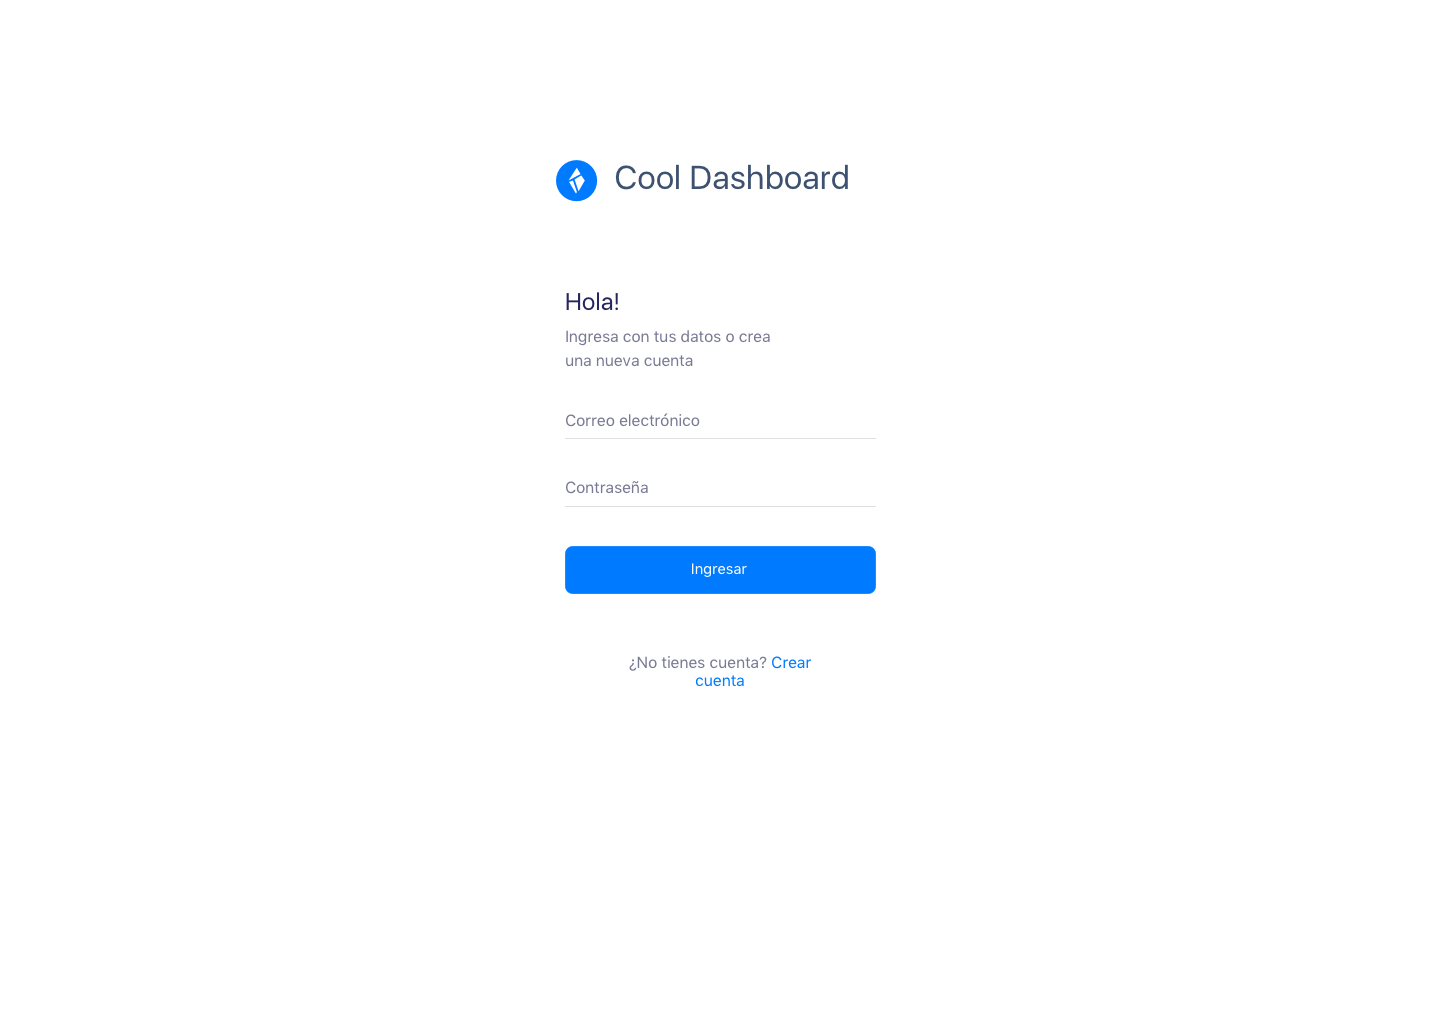 Cool Dashboard
Hola!
Ingresa con tus datos o crea
una nueva cuenta
Correo electrónico
Contraseña
Ingresar
¿No tienes cuenta? Crear
cuenta